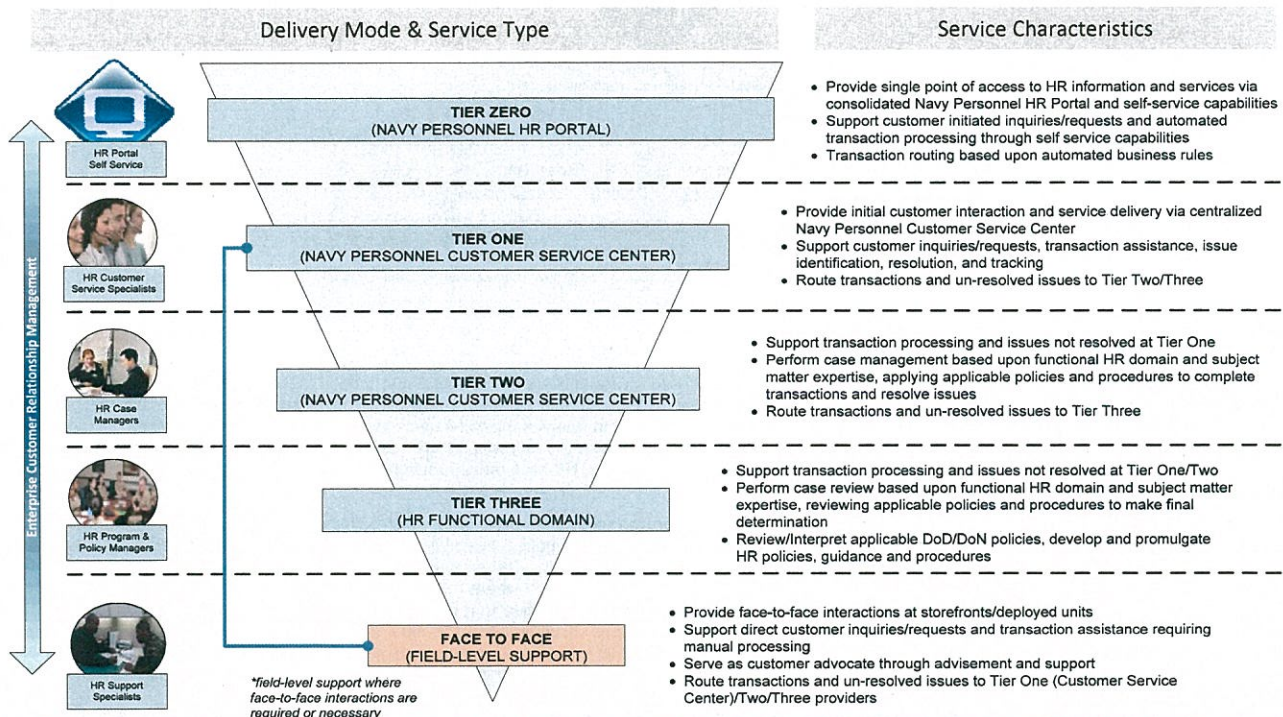 Delivery Mode & Service Type
Service Characteristics
Enterprise Customer Relationship Management
HR Portal
Self Service
TIER ZERO
(NAVY PERSONNEL HR PORTAL)
• Provide single point of access to HR information and services via
consolidated Navy Personnel HR Portal and self-service capabilities
• Support customer initiated inquiries/requests and automated
transaction processing through self service capabilities
• Transaction routing based upon automated business rules
HR Customer
Service Specialists
TIER ONE
(NAVY PERSONNEL CUSTOMER SERVICE CENTER)
• Provide initial customer interaction and service delivery via centralized
Navy Personnel Customer Service Center
• Support customer inquiries/requests, transaction assistance, issue
identification, resolution, and tracking
• Route transactions and un-resolved issues to Tier Two/Three
HR Case
Managers
TIER TWO
(NAVY PERSONNEL CUSTOMER SERVICE CENTER)
• Support transaction processing and issues not resolved at Tier One
• Perform case management based upon functional HR domain and subject
matter expertise, applying applicable policies and procedures to complete
transactions and resolve issues
• Route transactions and un-resolved issues to Tier Three
HR Program &
Policy Managers
TIER THREE
(HR FUNCTIONAL DOMAIN)
• Support transaction processing and issues not resolved at Tier One/Two
• Perform case review based upon functional HR domain and subject matter
expertise, reviewing applicable policies and procedures to make final
determination
• Review/Interpret applicable DoD/DoN policies, develop and promulgate
HR policies, guidance and procedures
HR Support
Specialists
FACE TO FACE
(FIELD-LEVEL SUPPORT)
*field-level support where
face-to-face interactions are
required or necessary
• Provide face-to-face interactions at storefronts/deployed units
• Support direct customer inquiries/requests and transaction assistance requiring
manual processing
• Serve as customer advocate through advisement and support
• Route transactions and un-resolved issues to Tier One (Customer Service
Center)/Two/Three providers